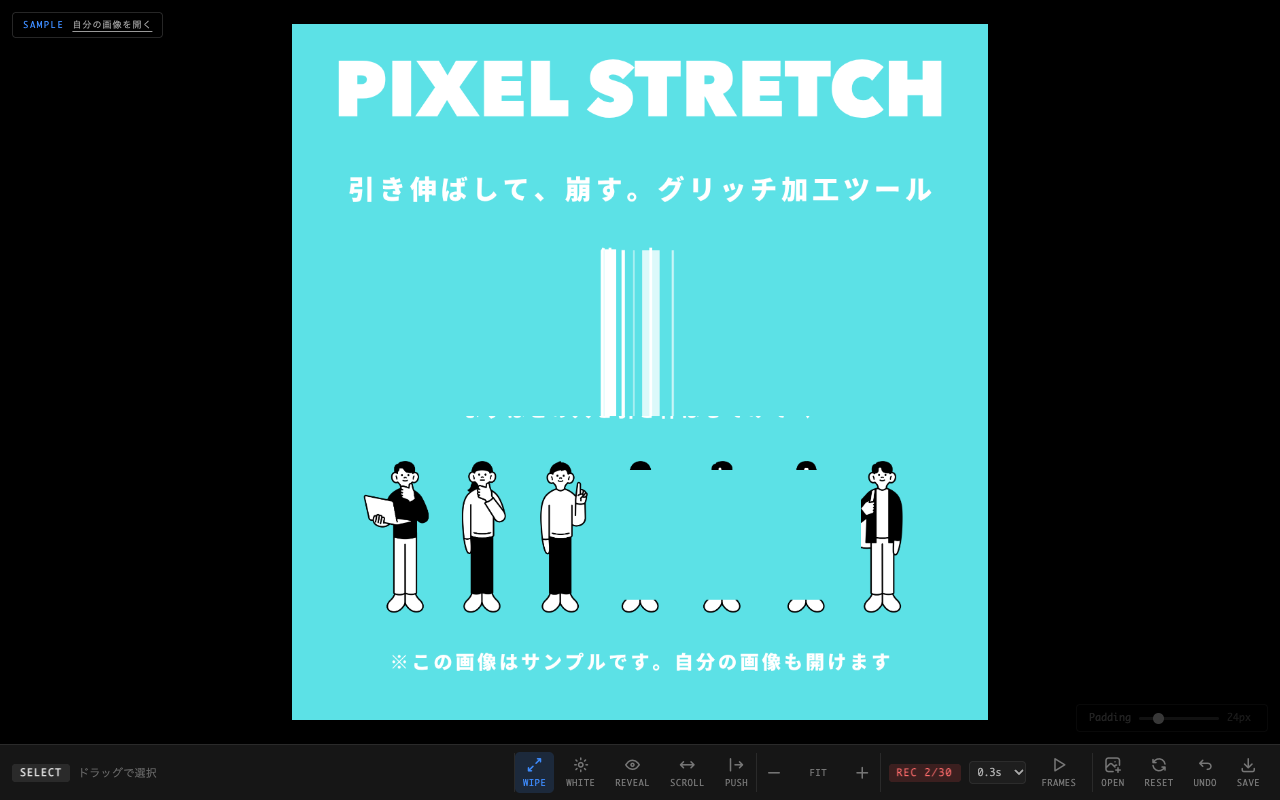 SAMPLE 自分の画像を開く
PIXEL STRETCH
引き伸ばして、崩す。グリッチ加工ツール
※この画像はサンプルです。自分の画像も開けます
Padding 24px
SELECT ドラッグで選択
WIPE WHITE REVEAL SCROLL PUSH FIT REC 2/30 0.3s FRAMES OPEN RESET UNDO SAVE